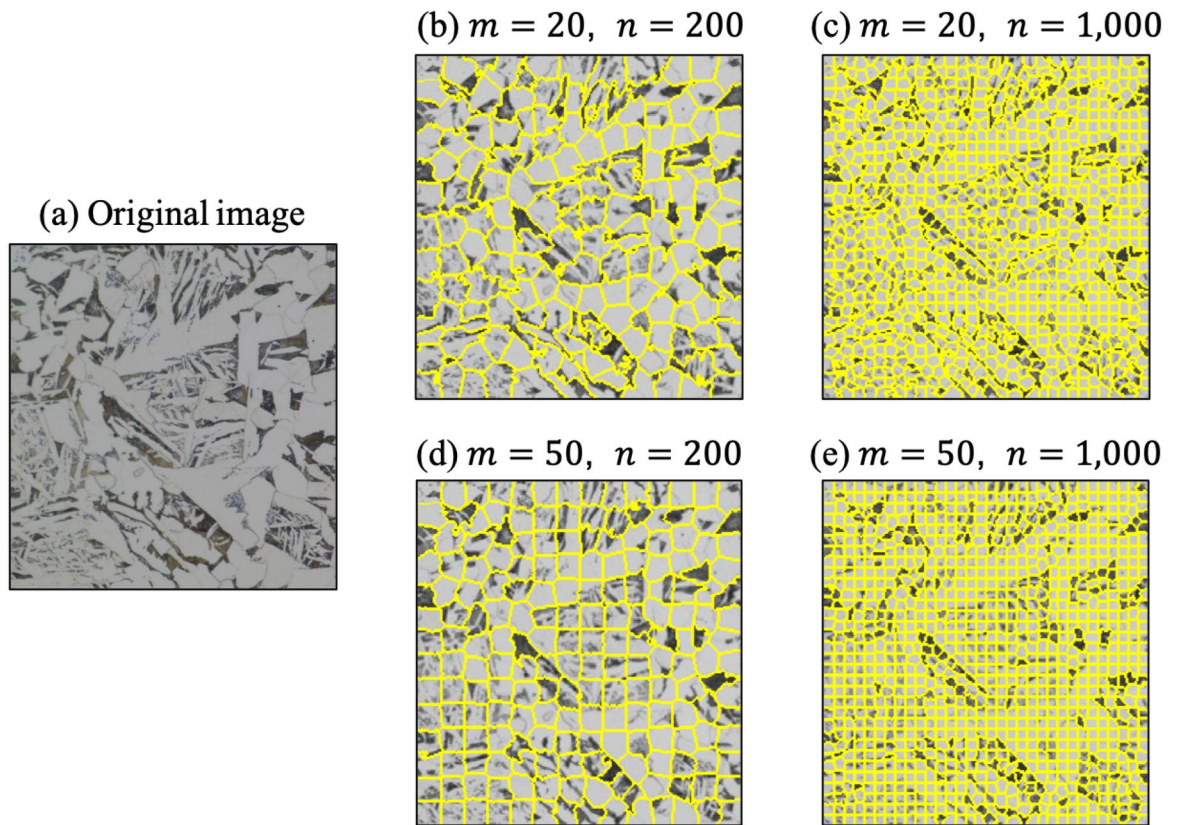 (a) Original image
(b) m = 20, n = 200
(c) m = 20, n = 1,000
(d) m = 50, n = 200
(e) m = 50, n = 1,000